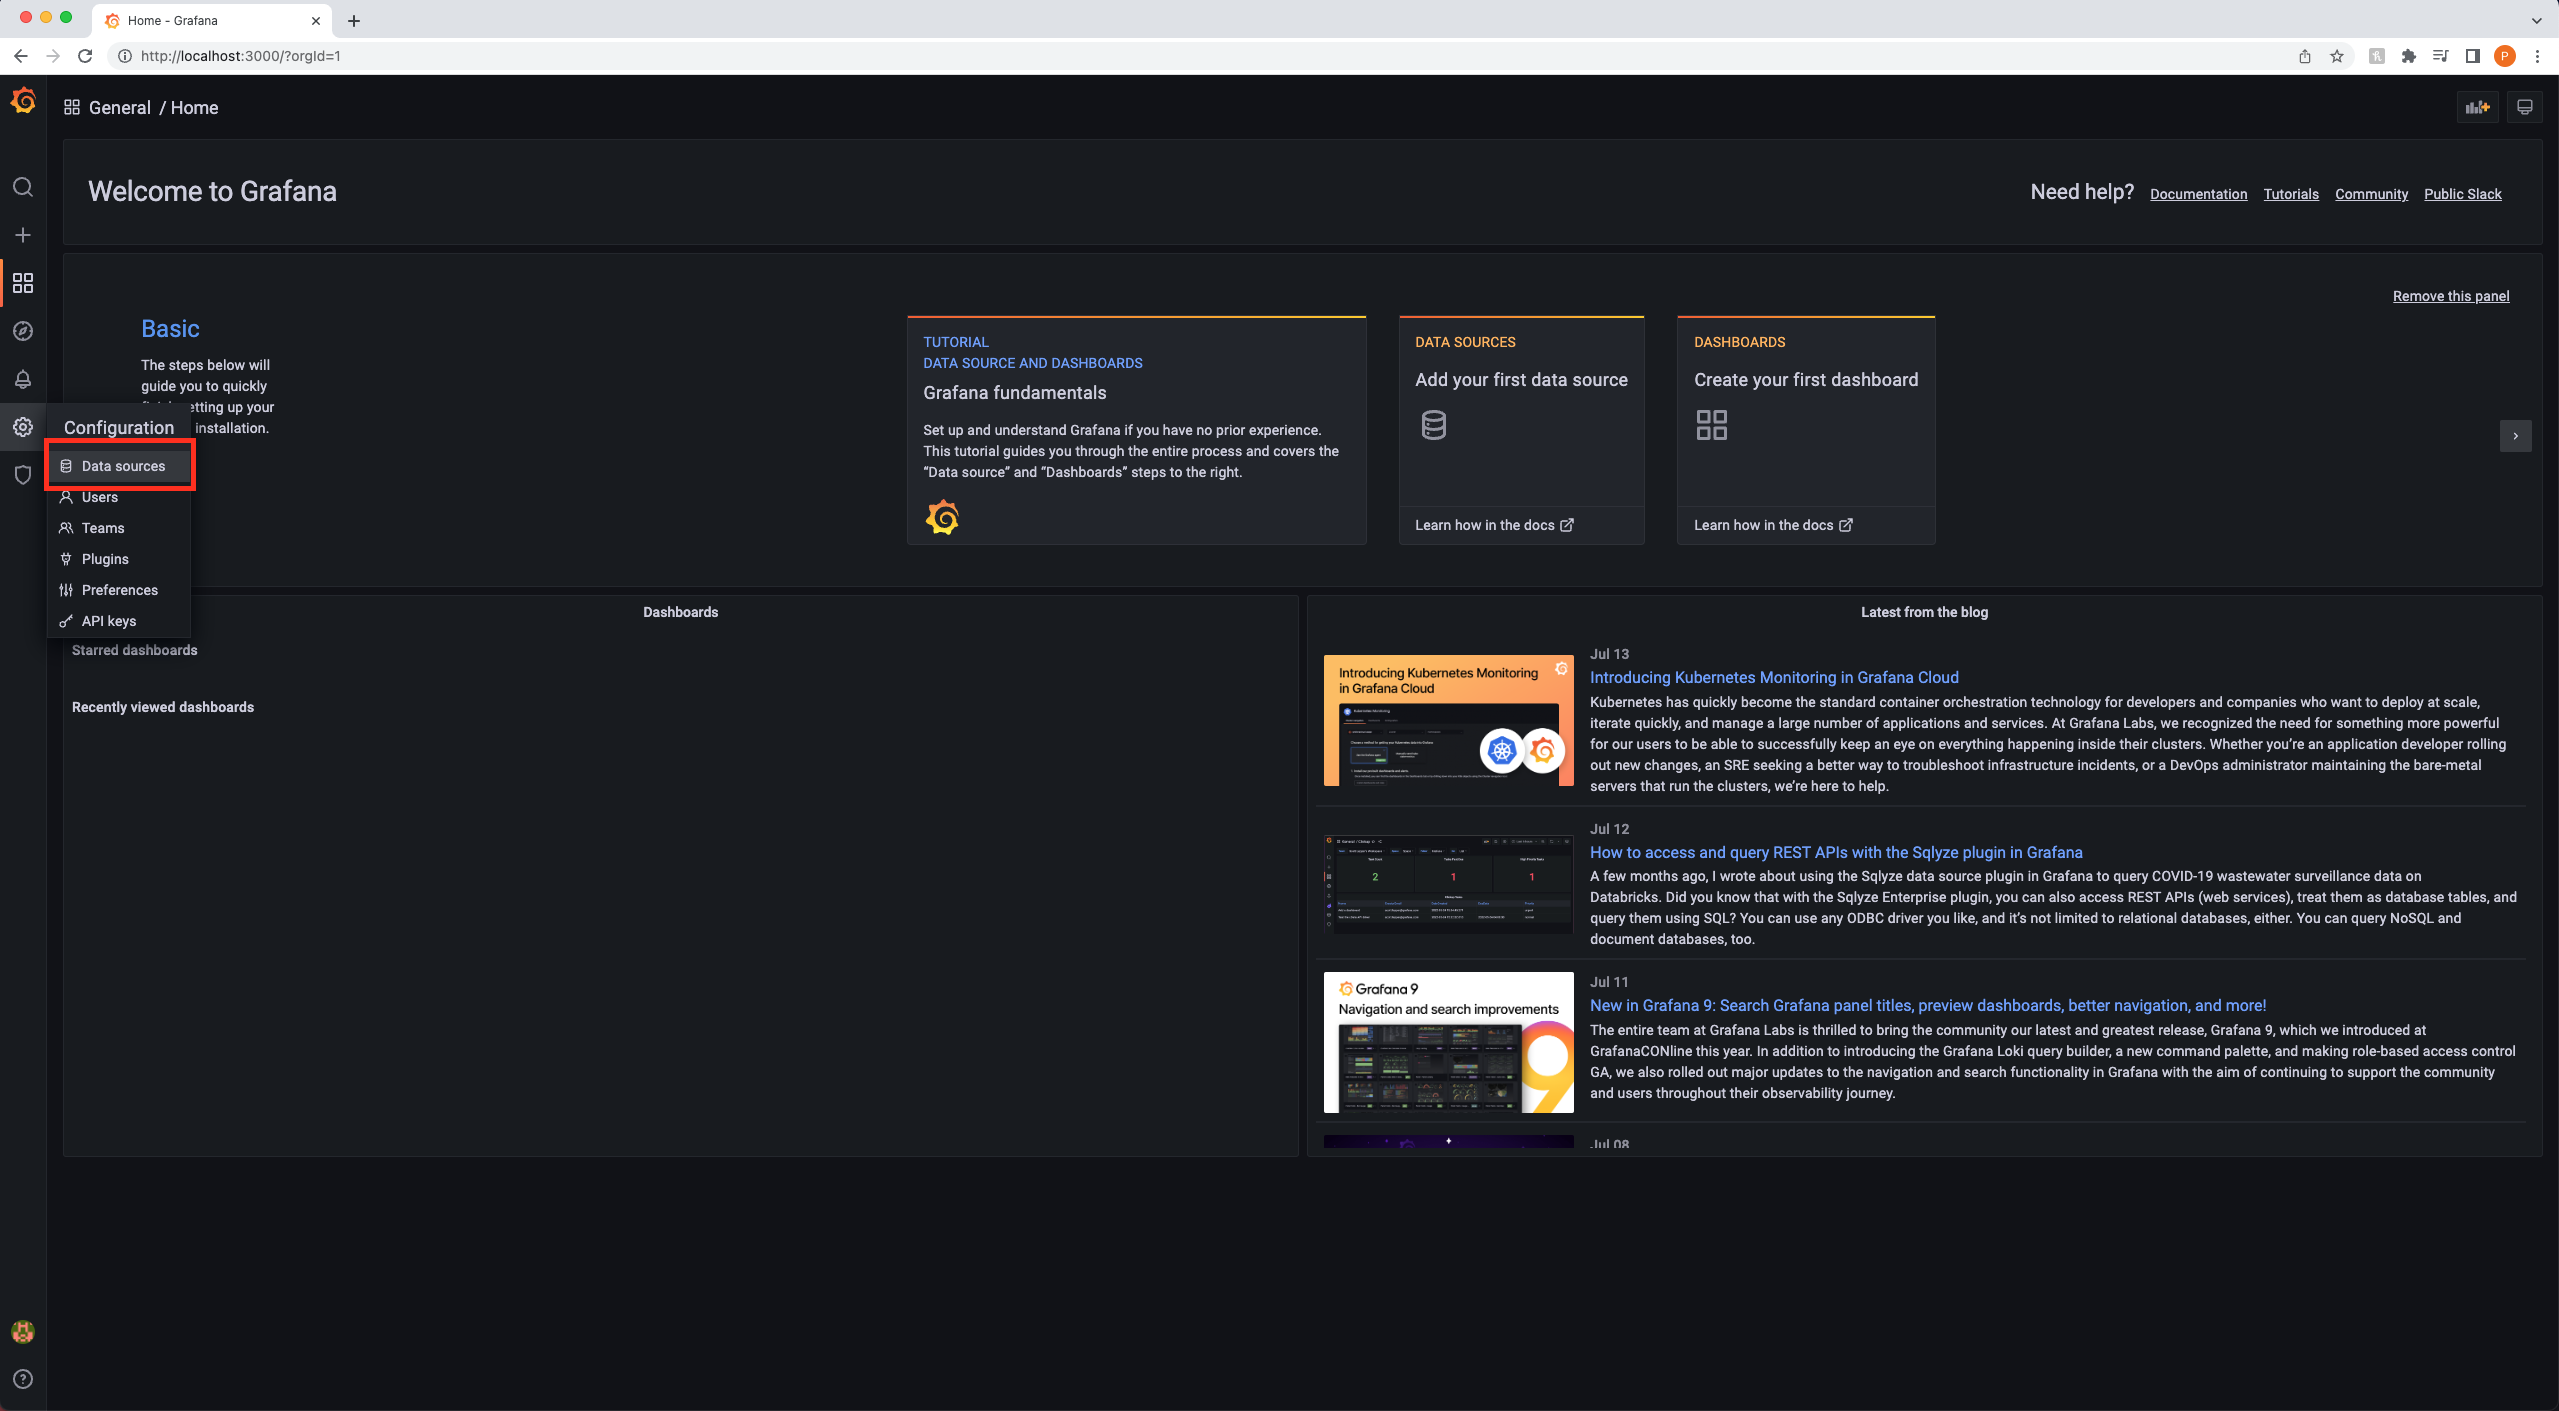 Home - Grafana
http://localhost:3000/?orgId=1
P
General / Home
Welcome to Grafana
Need help? Documentation Tutorials Community Public Slack
Remove this panel
Basic
The steps below will
guide you to quickly
etting up your
installation.
TUTORIAL
DATA SOURCE AND DASHBOARDS
Grafana fundamentals
Set up and understand Grafana if you have no prior experience.
This tutorial guides you through the entire process and covers the
“Data source” and “Dashboards” steps to the right.
DATA SOURCES
Add your first data source
Learn how in the docs
DASHBOARDS
Create your first dashboard
Learn how in the docs
Configuration
Data sources
Users
Teams
Plugins
Preferences
API keys
Dashboards
Starred dashboards
Recently viewed dashboards
Latest from the blog
Introducing Kubernetes Monitoring
in Grafana Cloud
Jul 13
Introducing Kubernetes Monitoring in Grafana Cloud
Kubernetes has quickly become the standard container orchestration technology for developers and companies who want to deploy at scale,
iterate quickly, and manage a large number of applications and services. At Grafana Labs, we recognized the need for something more powerful
for our users to be able to successfully keep an eye on everything happening inside their clusters. Whether you’re an application developer rolling
out new changes, an SRE seeking a better way to troubleshoot infrastructure incidents, or a DevOps administrator maintaining the bare-metal
servers that run the clusters, we’re here to help.
2 1 1
Jul 12
How to access and query REST APIs with the Sqlyze plugin in Grafana
A few months ago, I wrote about using the Sqlyze data source plugin in Grafana to query COVID-19 wastewater surveillance data on
Databricks. Did you know that with the Sqlyze Enterprise plugin, you can also access REST APIs (web services), treat them as database tables, and
query them using SQL? You can use any ODBC driver you like, and it’s not limited to relational databases, either. You can query NoSQL and
document databases, too.
Grafana 9
Navigation and search improvements
Jul 11
New in Grafana 9: Search Grafana panel titles, preview dashboards, better navigation, and more!
The entire team at Grafana Labs is thrilled to bring the community our latest and greatest release, Grafana 9, which we introduced at
GrafanaCONline this year. In addition to introducing the Grafana Loki query builder, a new command palette, and making role-based access control
GA, we also rolled out major updates to the navigation and search functionality in Grafana with the aim of continuing to support the community
and users throughout their observability journey.
Jul 08